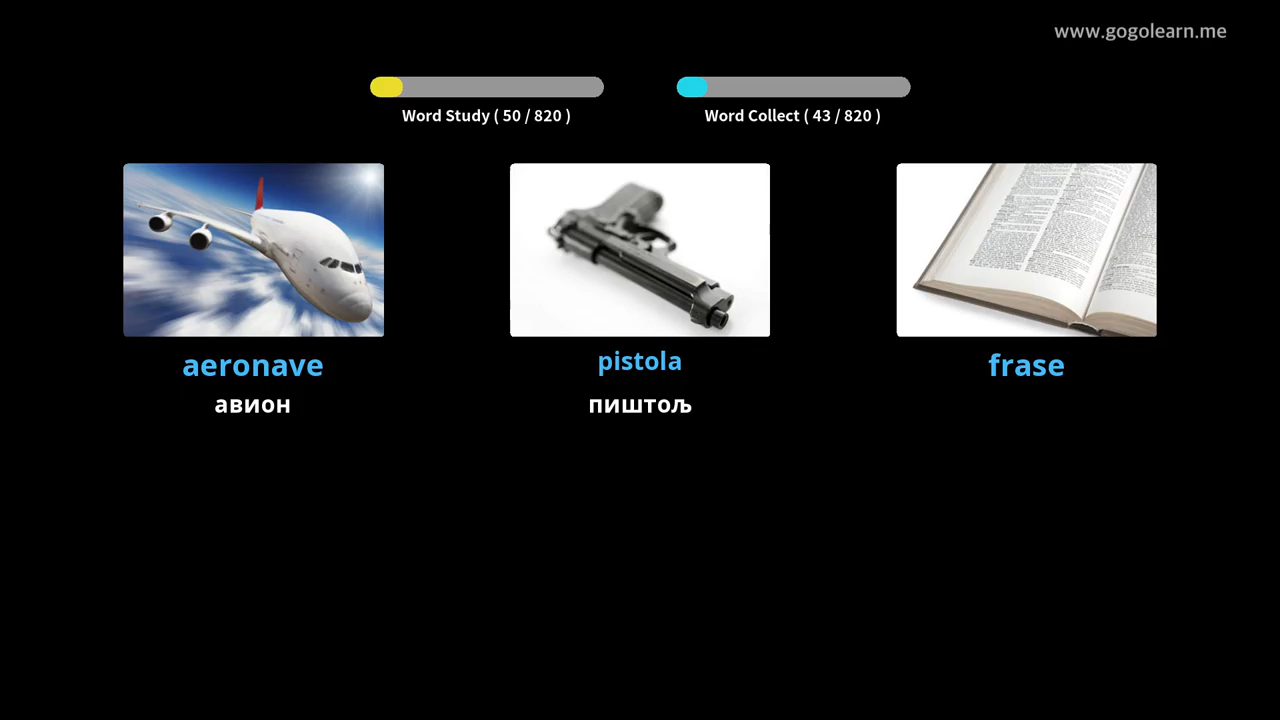 www.gogolearn.me
Word Study ( 50 / 820 )
Word Collect ( 43 / 820 )
aeronave
авион
pistola
пиштољ
frase